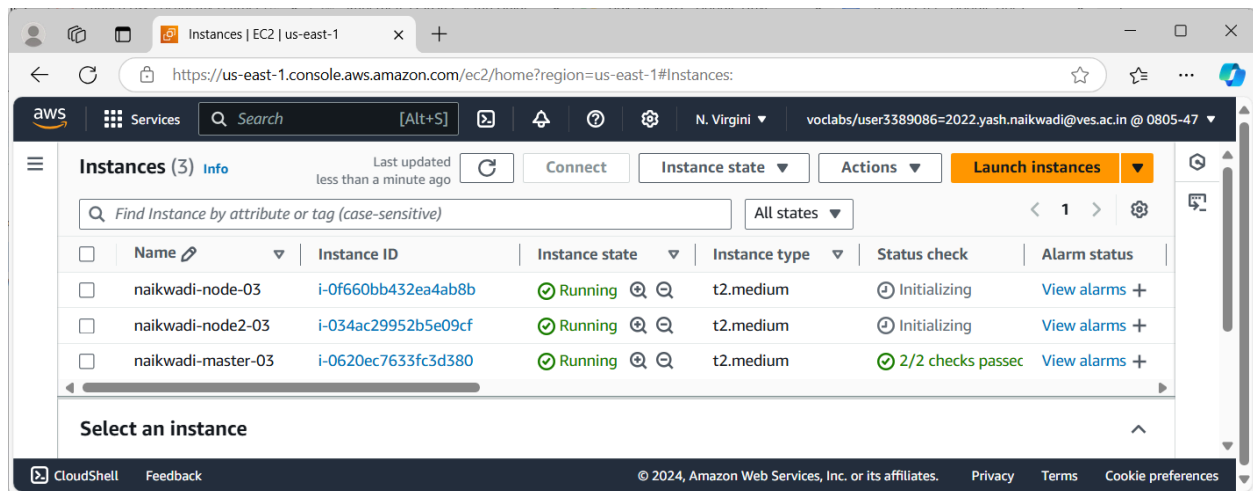 Instances | EC2 | us-east-1
https://us-east-1.console.aws.amazon.com/ec2/home?region=us-east-1#Instances:
aws Services Search [Alt+S] N. Virgini voclabs/user3389086=2022.yash.naikwadi@ves.ac.in @ 0805-47
Instances (3) Info Last updated less than a minute ago Connect Instance state Actions Launch instances
Find Instance by attribute or tag (case-sensitive) All states 1
Name Instance ID Instance state Instance type Status check Alarm status
naikwadi-node-03 i-0f660bb432ea4ab8b Running t2.medium Initializing View alarms +
naikwadi-node2-03 i-034ac29952b5e09cf Running t2.medium Initializing View alarms +
naikwadi-master-03 i-0620ec7633fc3d380 Running t2.medium 2/2 checks passec View alarms +
Select an instance
CloudShell Feedback © 2024, Amazon Web Services, Inc. or its affiliates. Privacy Terms Cookie preferences